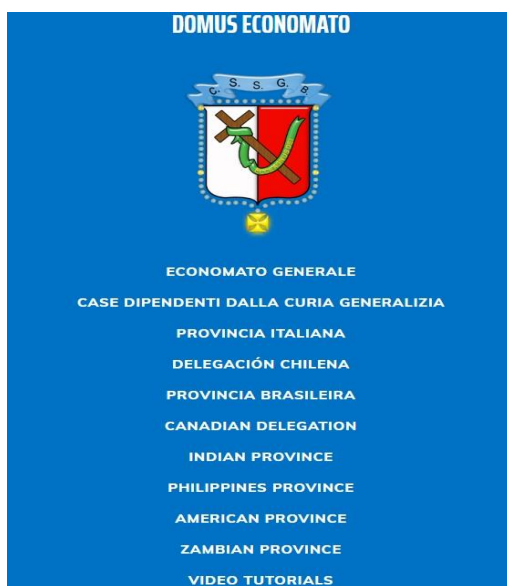 DOMUS ECONOMATO
C. S. S. G. B
ECONOMATO GENERALE
CASE DIPENDENTI DALLA CURIA GENERALIZIA
PROVINCIA ITALIANA
DELEGACIÓN CHILENA
PROVINCIA BRASILEIRA
CANADIAN DELEGATION
INDIAN PROVINCE
PHILIPPINES PROVINCE
AMERICAN PROVINCE
ZAMBIAN PROVINCE
VIDEO TUTORIALS